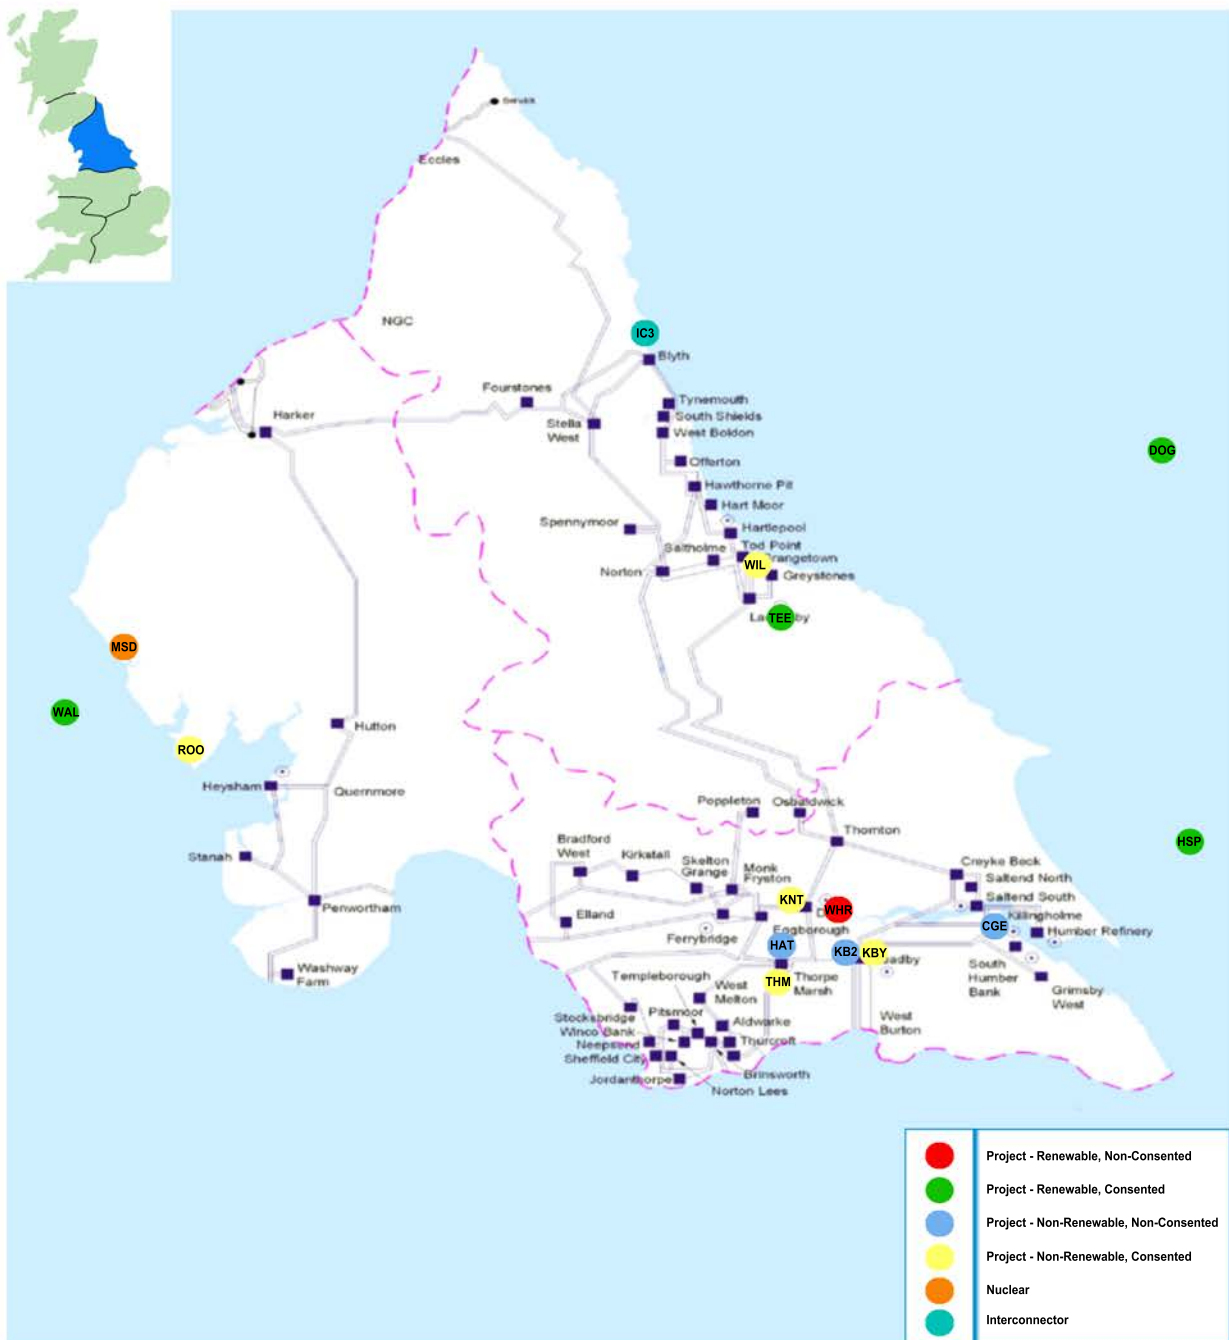 Berwick
Eccles
NGC
IC3
Blyth
Fourstones
Tynemouth
Harker
South Shields
Stella
West
West Boldon
DOG
Offerton
Hawthorne Pit
Hart Moor
Spennymoor
Hartlepool
Saltholme
Tod Point
WIL
Norton
Greystones
TEE
MSD
WAL
Hutton
ROO
Heysham
Quernmore
Poppleton
Osbaldwick
Thornton
HSP
Bradford
West
Kirkstall
Skelton
Grange
Monk
Fryston
Stanah
Creyke Beck
Saltend North
Saltend South
Penwortham
KNT
WHR
Elland
Killingholme
CGE
Humber Refinery
Eggborough
Ferrybridge
HAT
KB2
KBY
Washway
Farm
Templeborough
THM
Thorpe
Marsh
South
Humber
Bank
West
Melton
Grimsby
West
Stocksbridge
Pitsmoor
Aldwarke
West
Burton
Winco Bank
Neepsend
Thurcroft
Sheffield City
Brinsworth
Jordanthorpe
Norton Lees
Project - Renewable, Non-Consented
Project - Renewable, Consented
Project - Non-Renewable, Non-Consented
Project - Non-Renewable, Consented
Nuclear
Interconnector